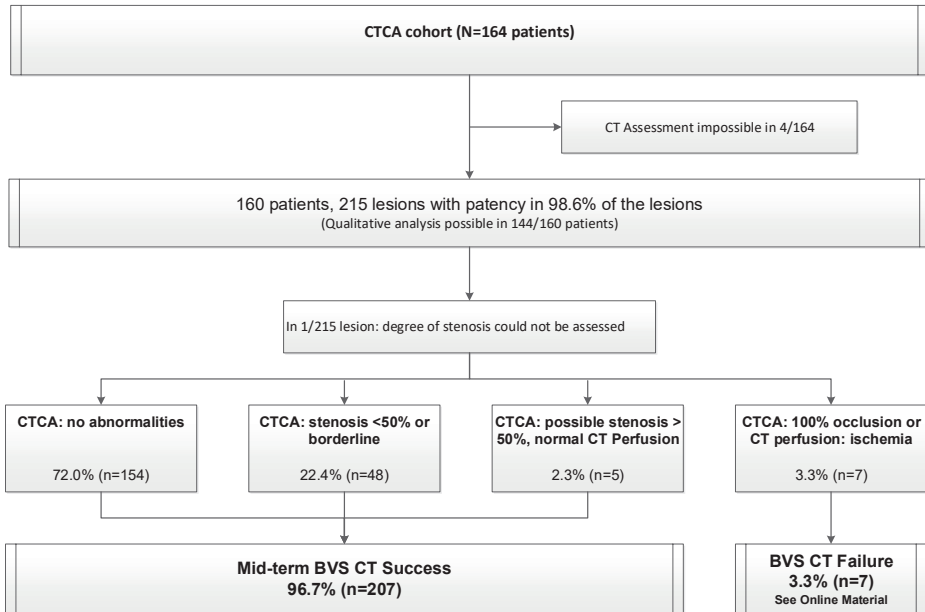 CTCA cohort (N=164 patients)
CT Assessment impossible in 4/164
160 patients, 215 lesions with patency in 98.6% of the lesions
(Qualitative analysis possible in 144/160 patients)
In 1/215 lesion: degree of stenosis could not be assessed
CTCA: no abnormalities
72.0% (n=154)
CTCA: stenosis <50% or
borderline
22.4% (n=48)
CTCA: possible stenosis >
50%, normal CT Perfusion
2.3% (n=5)
CTCA: 100% occlusion or
CT perfusion: ischemia
3.3% (n=7)
Mid-term BVS CT Success
96.7% (n=207)
BVS CT Failure
3.3% (n=7)
See Online Material